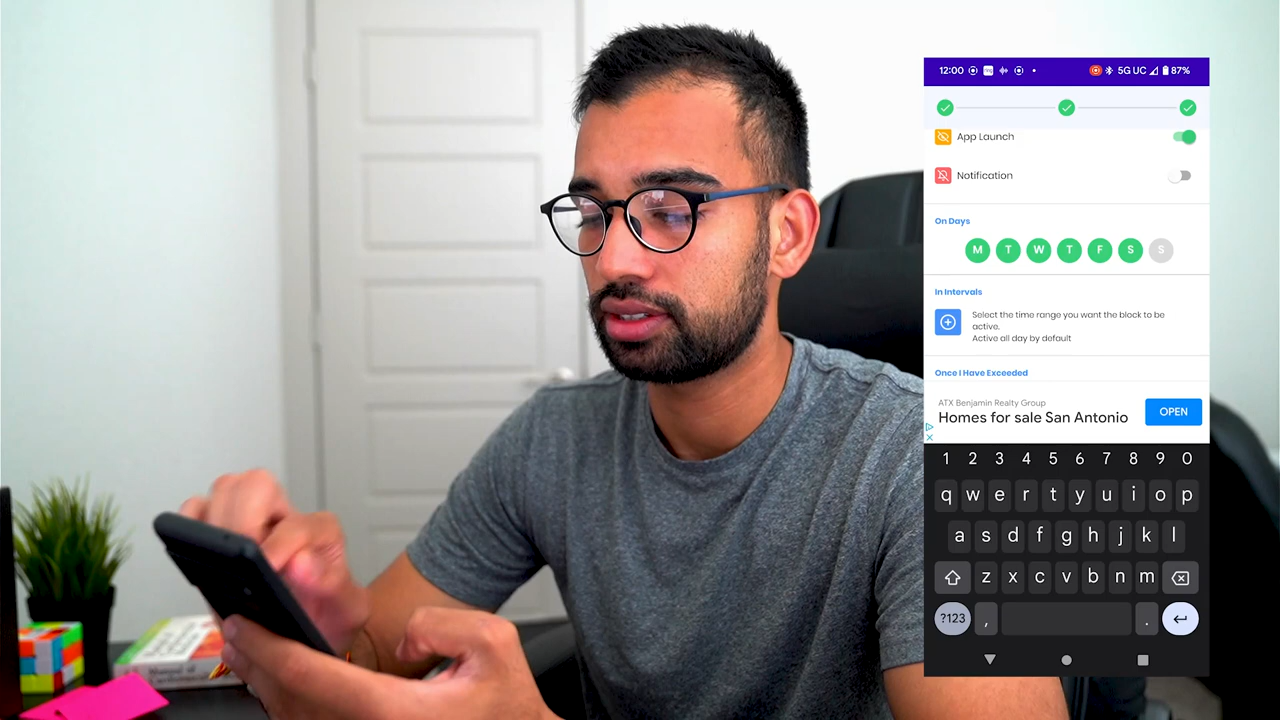 12:00 5G UC 87%
App Launch
Notification
On Days
M T W T F S S
In Intervals
Select the time range you want the block to be
active.
Active all day by default
Once I Have Exceeded
ATX Benjamin Realty Group
Homes for sale San Antonio
OPEN
1 2 3 4 5 6 7 8 9 0
q w e r t y u i o p
a s d f g h j k l
z x c v b n m
?123 , .